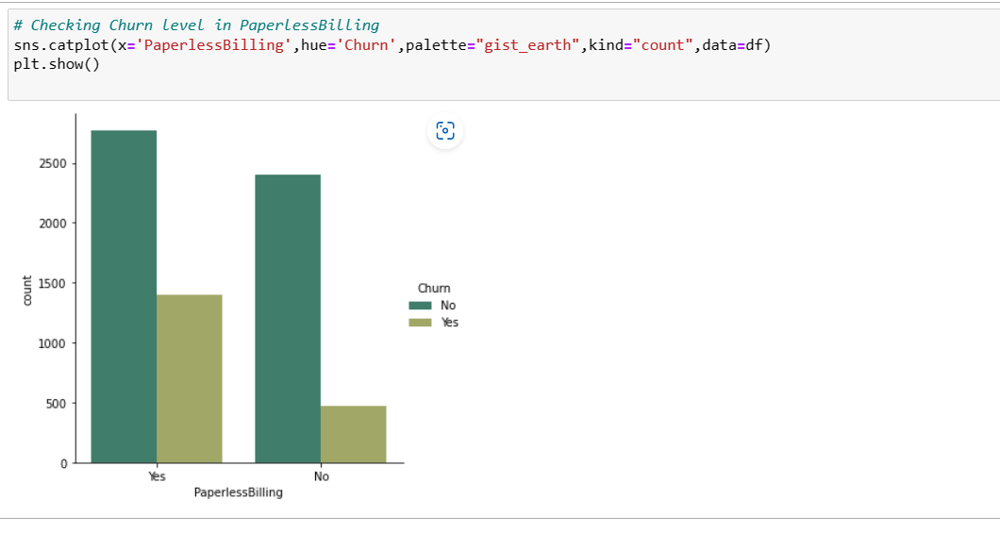 # Checking Churn level in PaperlessBilling
sns.catplot(x='PaperlessBilling',hue='Churn',palette="gist_earth",kind="count",data=df)
plt.show()
2500
2000
1500
1000
500
0
count
Yes
No
PaperlessBilling
Churn
No
Yes